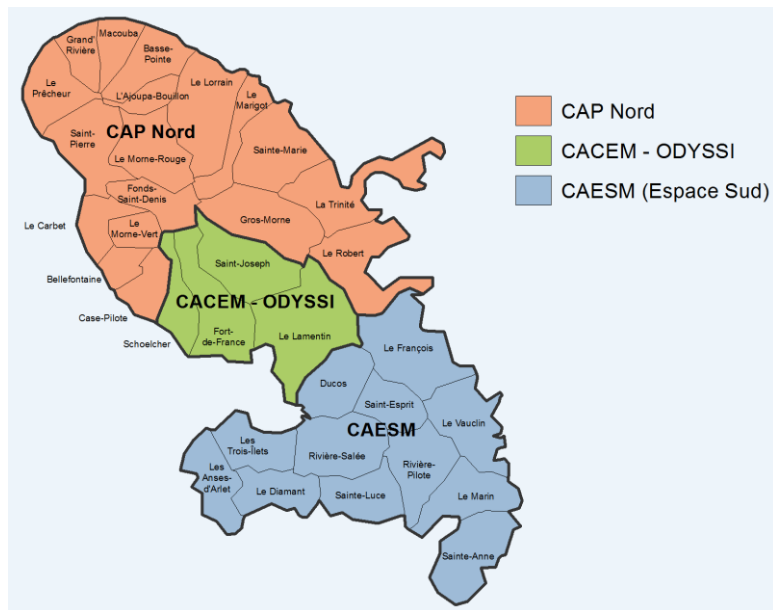 Macouba
Grand'
Rivière
Basse-
Pointe
Le
Prêcheur
L'Ajoupa-Bouillon
Le Lorrain
Le
Marigot
CAP Nord
Saint-
Pierre
Le Morne-Rouge
Sainte-Marie
Fonds-
Saint-Denis
La Trinité
Le Carbet
Le
Morne-Vert
Gros-Morne
Le Robert
Bellefontaine
Saint-Joseph
Case-Pilote
CACEM - ODYSSI
Schoelcher
Fort-
de-France
Le Lamentin
Le François
Ducos
Saint-Esprit
Le Vauclin
CAESM
Les
Trois-Îlets
Rivière-Salée
Les
Anses-
d'Arlet
Rivière-
Pilote
Le Diamant
Sainte-Luce
Le Marin
Sainte-Anne
CAP Nord
CACEM - ODYSSI
CAESM (Espace Sud)